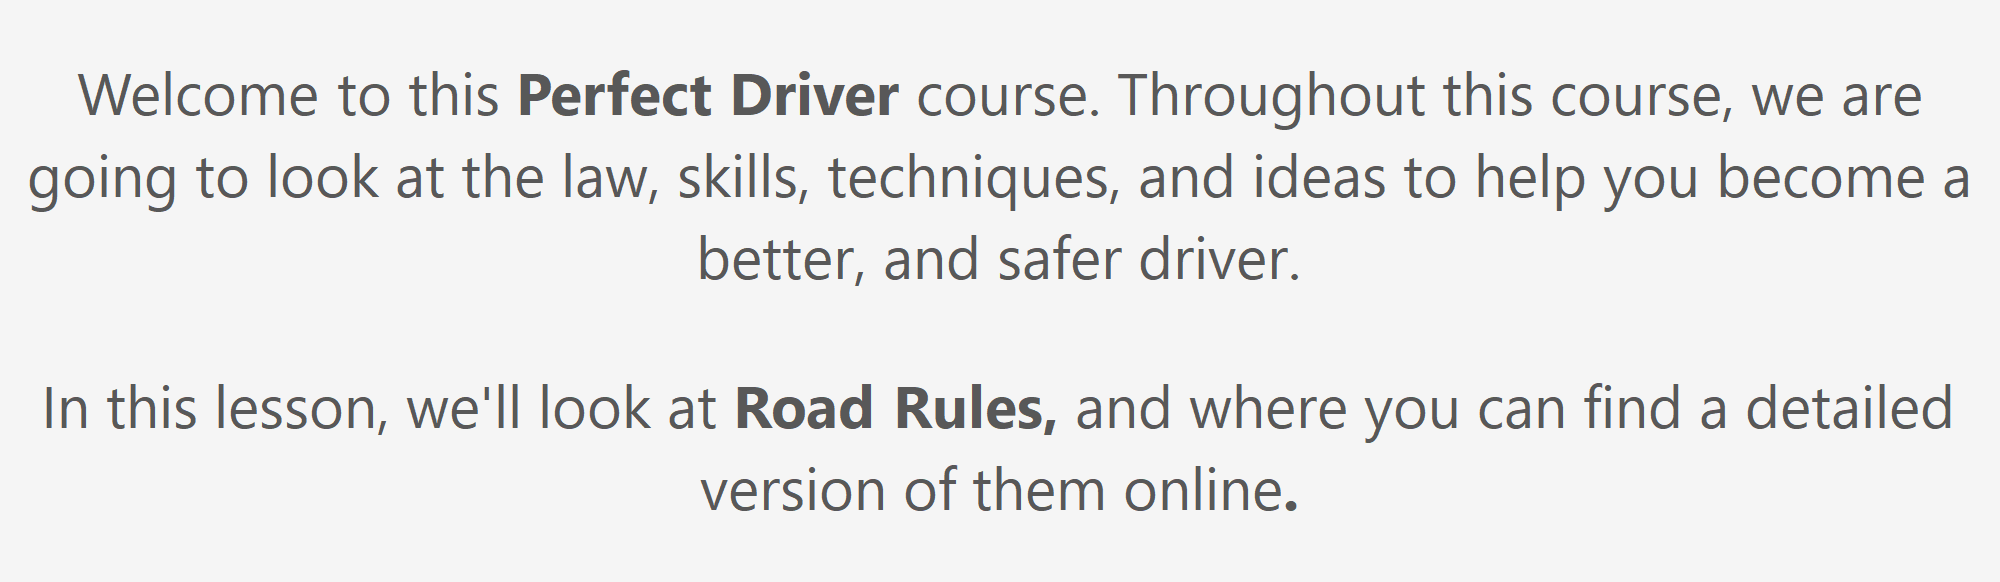 Welcome to this Perfect Driver course. Throughout this course, we are
going to look at the law, skills, techniques, and ideas to help you become a
better, and safer driver.
In this lesson, we'll look at Road Rules, and where you can find a detailed
version of them online.